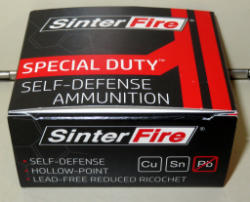 SinterFire®
SPECIAL DUTY™
SELF-DEFENSE
AMMUNITION
SinterFire®
• SELF-DEFENSE
• HOLLOW-POINT
• LEAD-FREE REDUCED RICOCHET
Cu Sn Pb